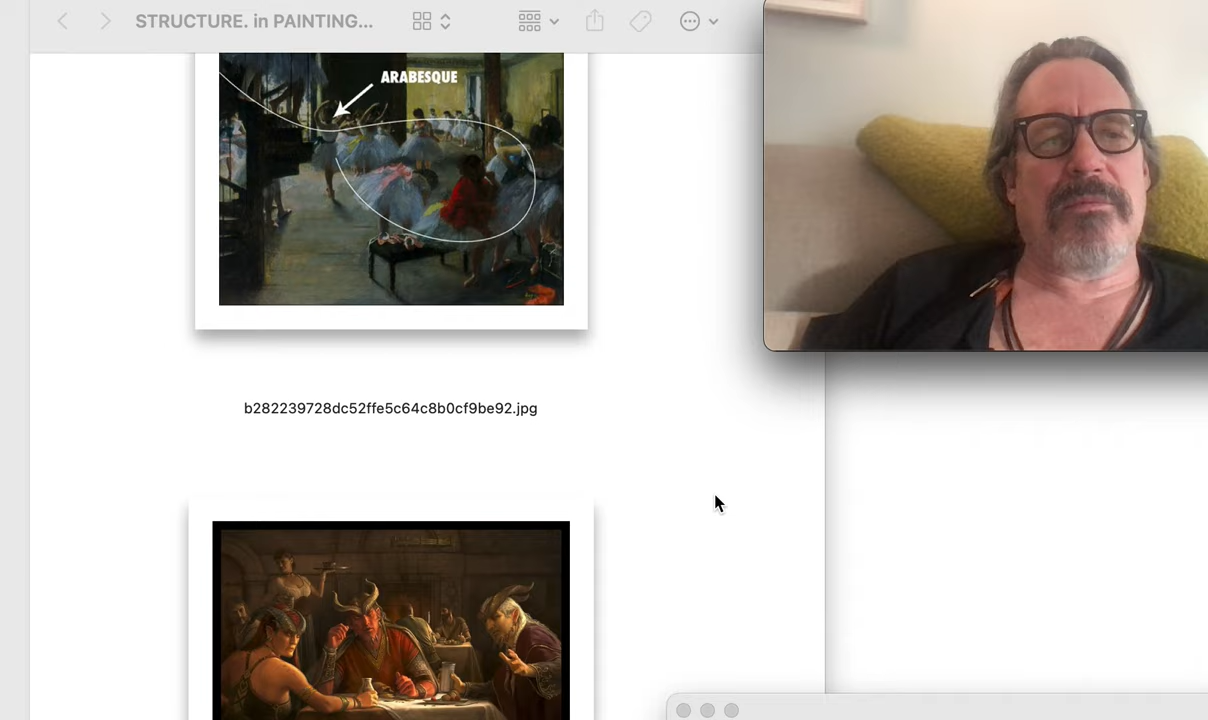 STRUCTURE. in PAINTING...
ARABESQUE
b282239728dc52ffe5c64c8b0cf9be92.jpg